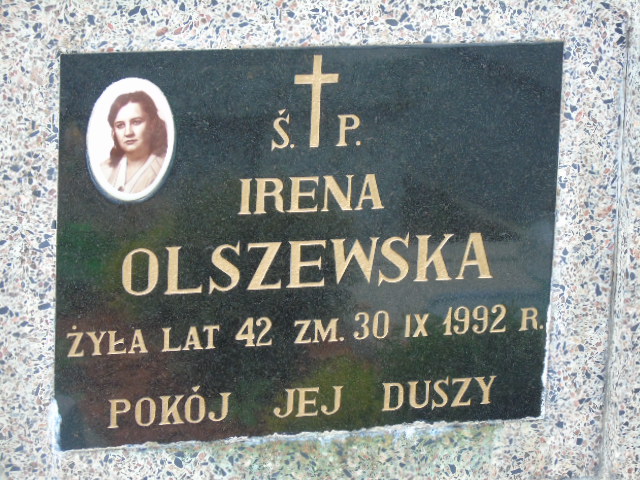 Ś. P.
IRENA
OLSZEWSKA
ŻYŁA LAT 42 ZM. 30 IX 1992 R.
POKÓJ JEJ DUSZY